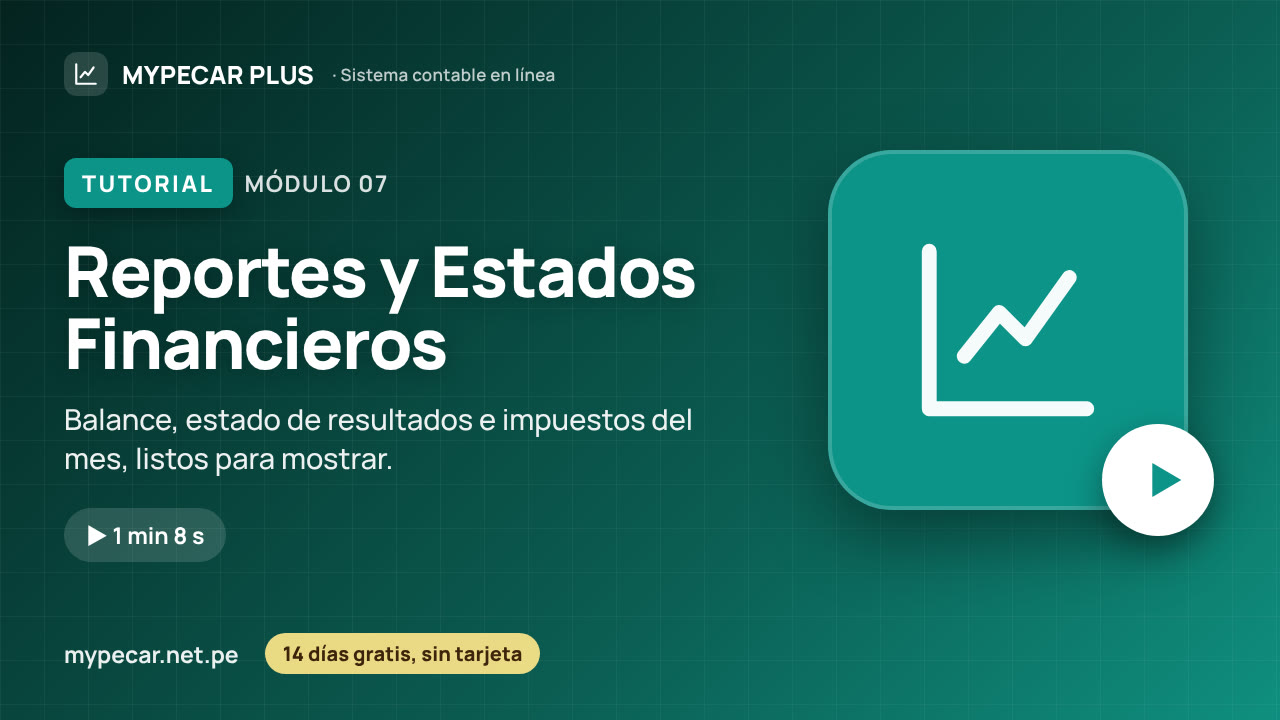 MYPECAR PLUS · Sistema contable en línea
TUTORIAL MÓDULO 07
Reportes y Estados
Financieros
Balance, estado de resultados e impuestos del
mes, listos para mostrar.
▶ 1 min 8 s
mypecar.net.pe 14 días gratis, sin tarjeta